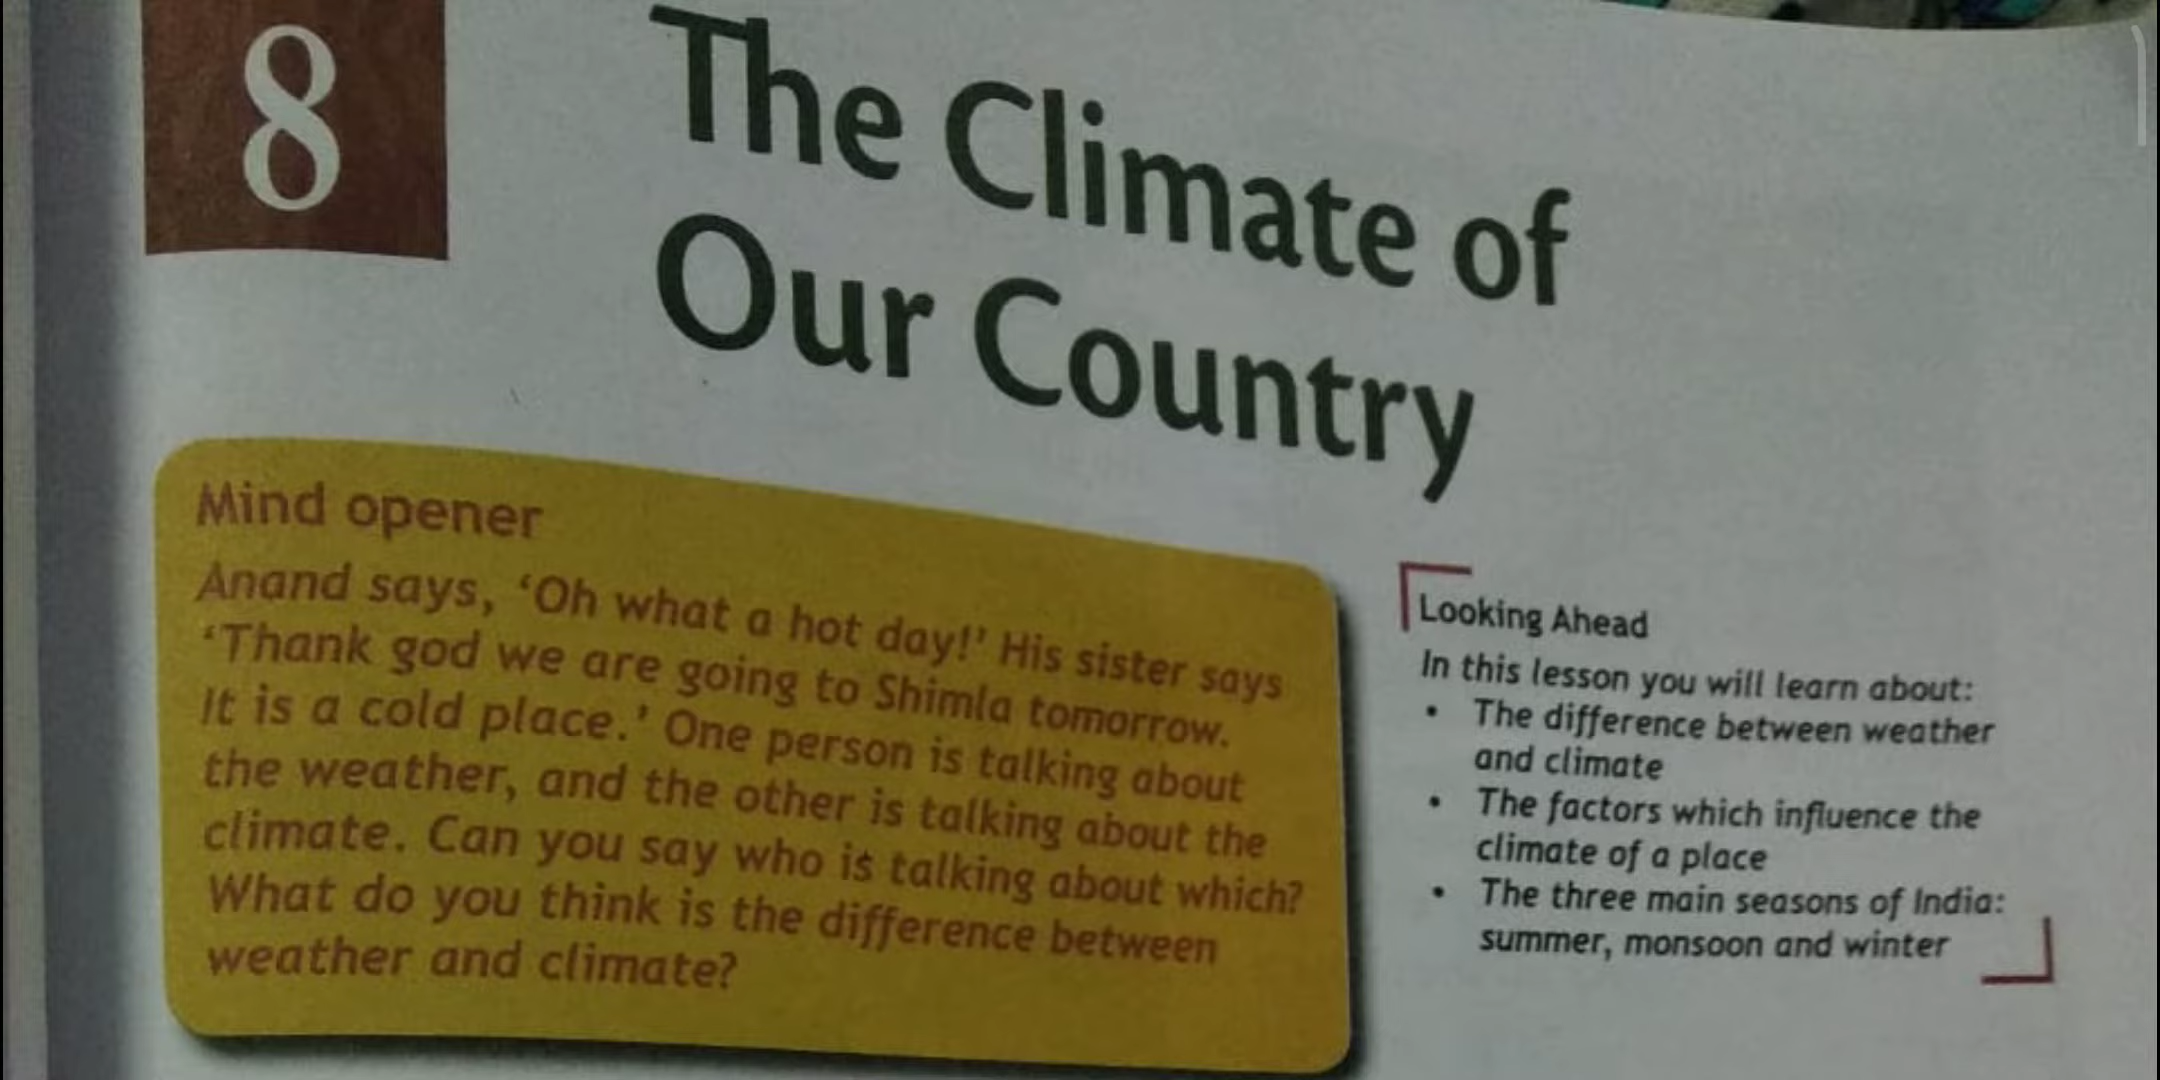 8
The Climate of
Our Country
Mind opener
Anand says, ‘Oh what a hot day!’ His sister says
‘Thank god we are going to Shimla tomorrow.
It is a cold place.’ One person is talking about
the weather, and the other is talking about the
climate. Can you say who is talking about which?
What do you think is the difference between
weather and climate?
Looking Ahead
In this lesson you will learn about:
• The difference between weather
and climate
• The factors which influence the
climate of a place
• The three main seasons of India:
summer, monsoon and winter